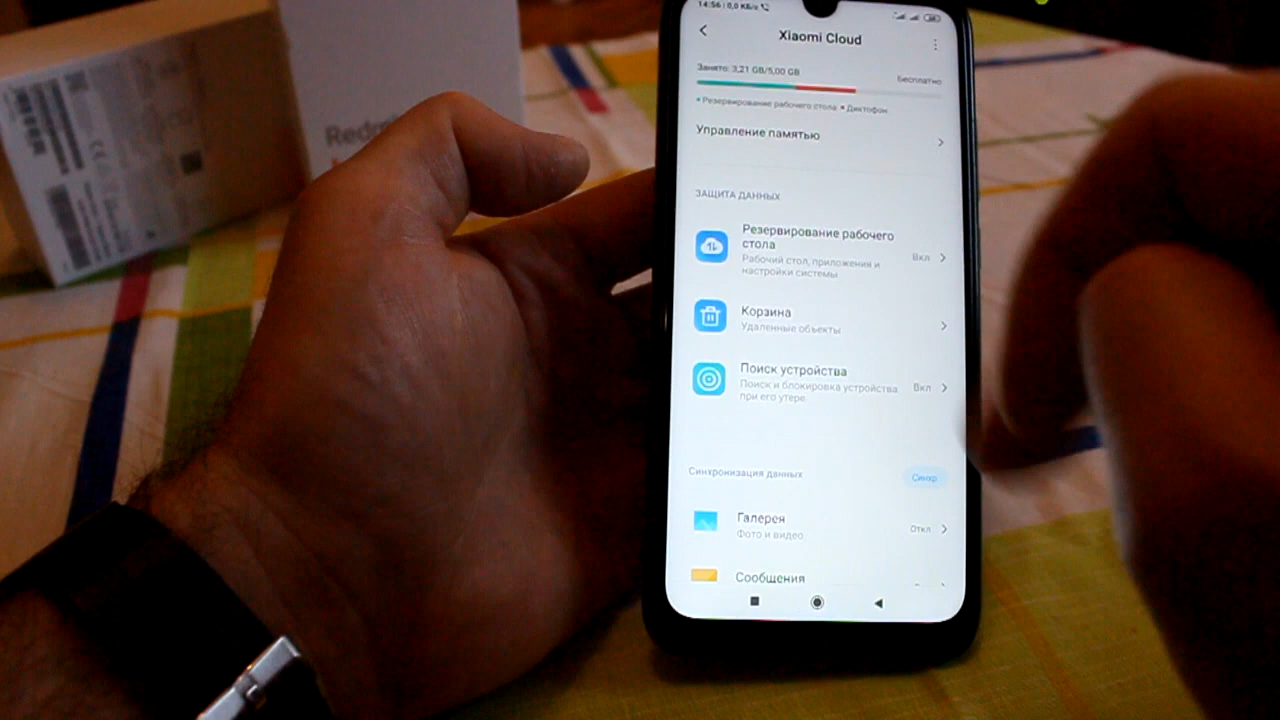 14:56 | 0,0 КБ/с
Xiaomi Cloud
Занято: 3,21 GB/5,00 GB
Бесплатно
Резервирование рабочего стола
Диктофон
Управление памятью
ЗАЩИТА ДАННЫХ
Резервирование рабочего
стола
Вкл
Рабочий стол, приложения и
настройки системы
Корзина
Удаленные объекты
Поиск устройства
Поиск и блокировка устройства
при его утере
Вкл
Синхронизация данных
Синхр
Галерея
Откл
Фото и видео
Сообщения
Redmi
CE